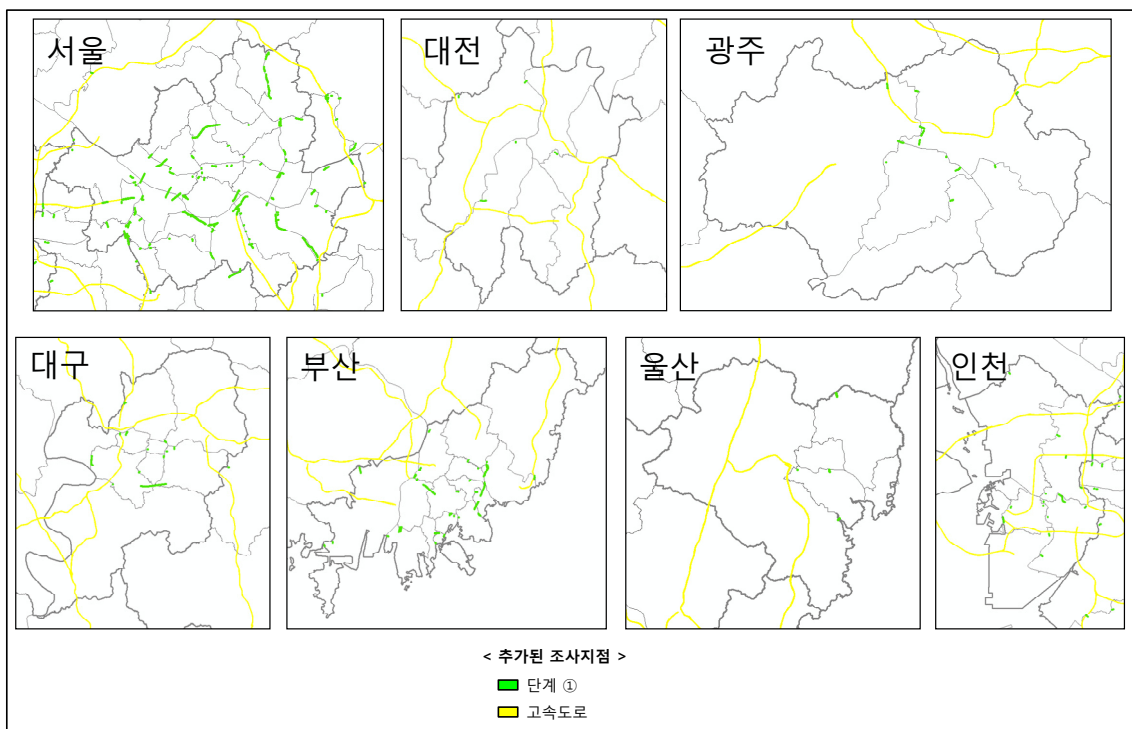 서울
대전
광주
대구
부산
울산
인천
< 추가된 조사지점 >
단계 ①
고속도로